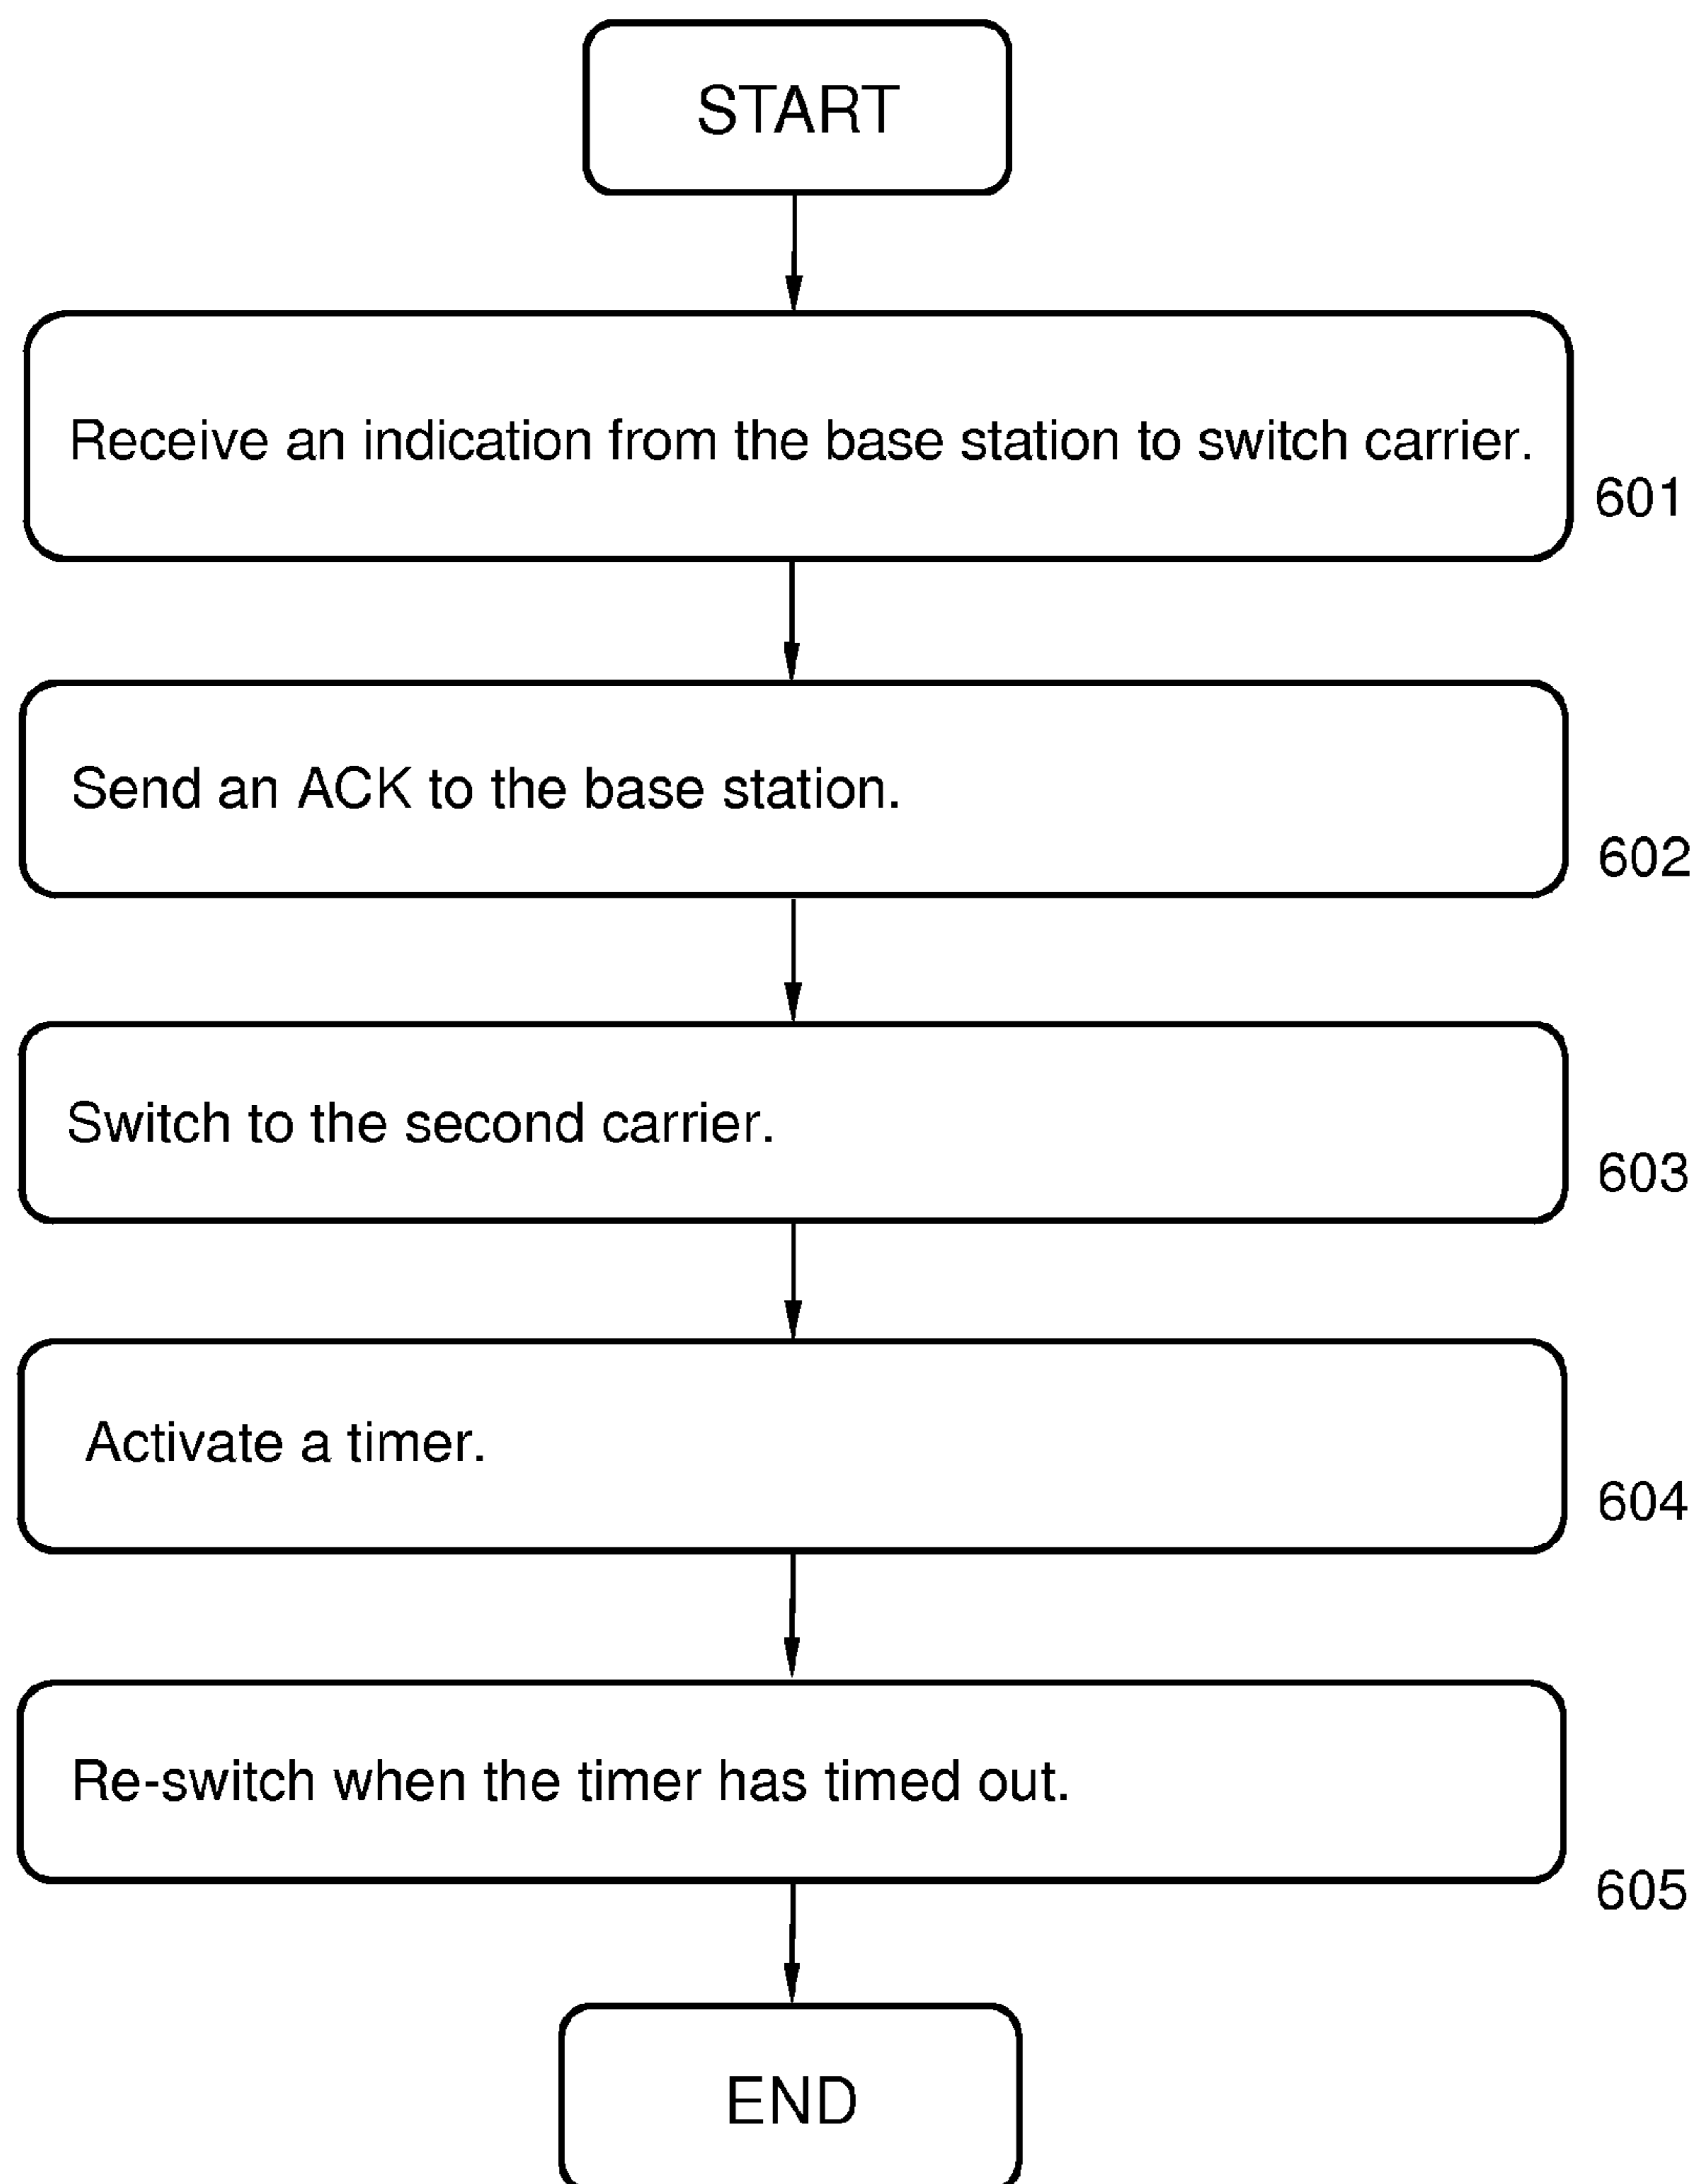 START
Receive an indication from the base station to switch carrier.
601
Send an ACK to the base station.
602
Switch to the second carrier.
603
Activate a timer.
604
Re-switch when the timer has timed out.
605
END